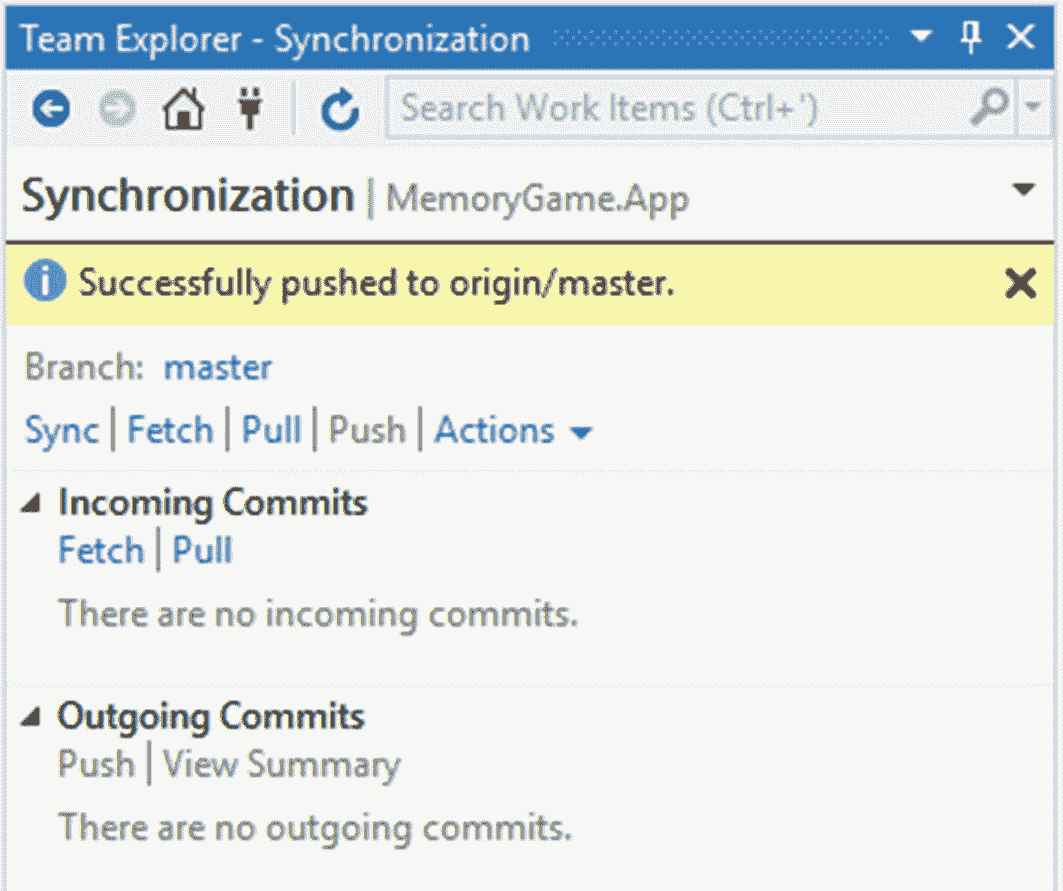 Team Explorer - Synchronization
Search Work Items (Ctrl+')
Synchronization | MemoryGame.App
Successfully pushed to origin/master.
Branch: master
Sync | Fetch | Pull | Push | Actions
Incoming Commits
Fetch | Pull
There are no incoming commits.
Outgoing Commits
Push | View Summary
There are no outgoing commits.